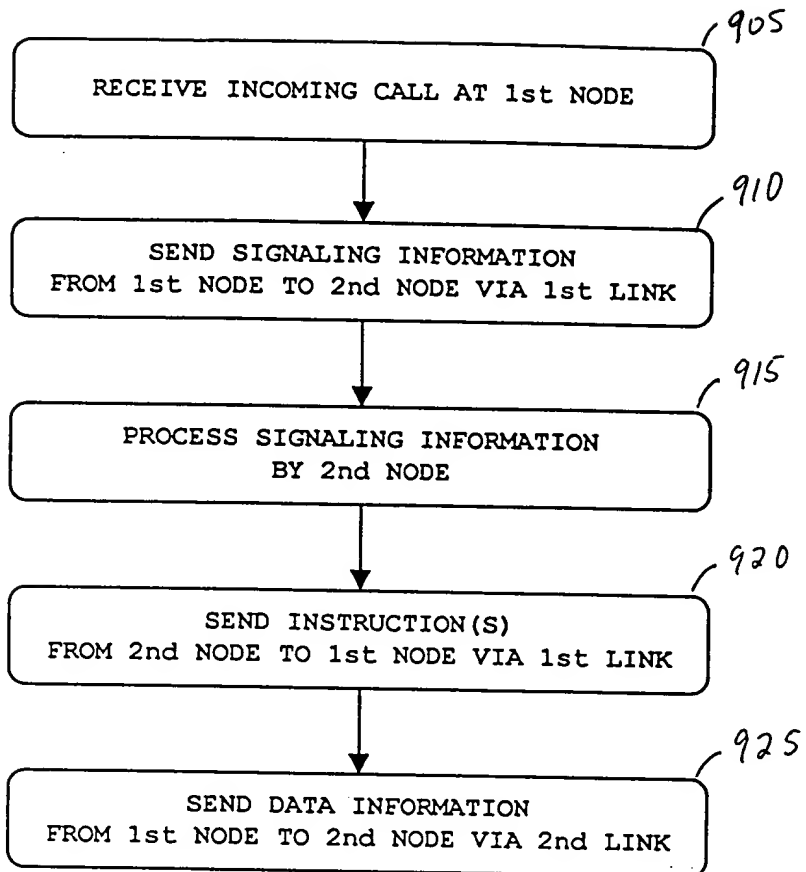 905
RECEIVE INCOMING CALL AT 1st NODE
910
SEND SIGNALING INFORMATION
FROM 1st NODE TO 2nd NODE VIA 1st LINK
915
PROCESS SIGNALING INFORMATION
BY 2nd NODE
920
SEND INSTRUCTION(S)
FROM 2nd NODE TO 1st NODE VIA 1st LINK
925
SEND DATA INFORMATION
FROM 1st NODE TO 2nd NODE VIA 2nd LINK